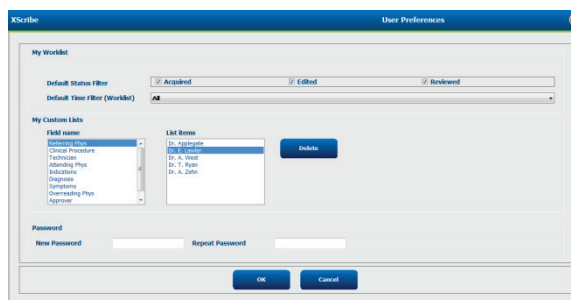 XScribe User Preferences
My Worklist
Default Status Filter Acquired Edited Reviewed
Default Time Filter (Worklist) All
My Custom Lists
Field name List items
Referring Phys
Clinical Procedure
Technician
Attending Phys
Indications
Diagnosis
Symptoms
Overreading Phys
Approver
Dr. Applegate
Dr. E. Lawler
Dr. A. West
Dr. T. Ryan
Dr. A. Zahn
Delete
Password
New Password Repeat Password
OK Cancel